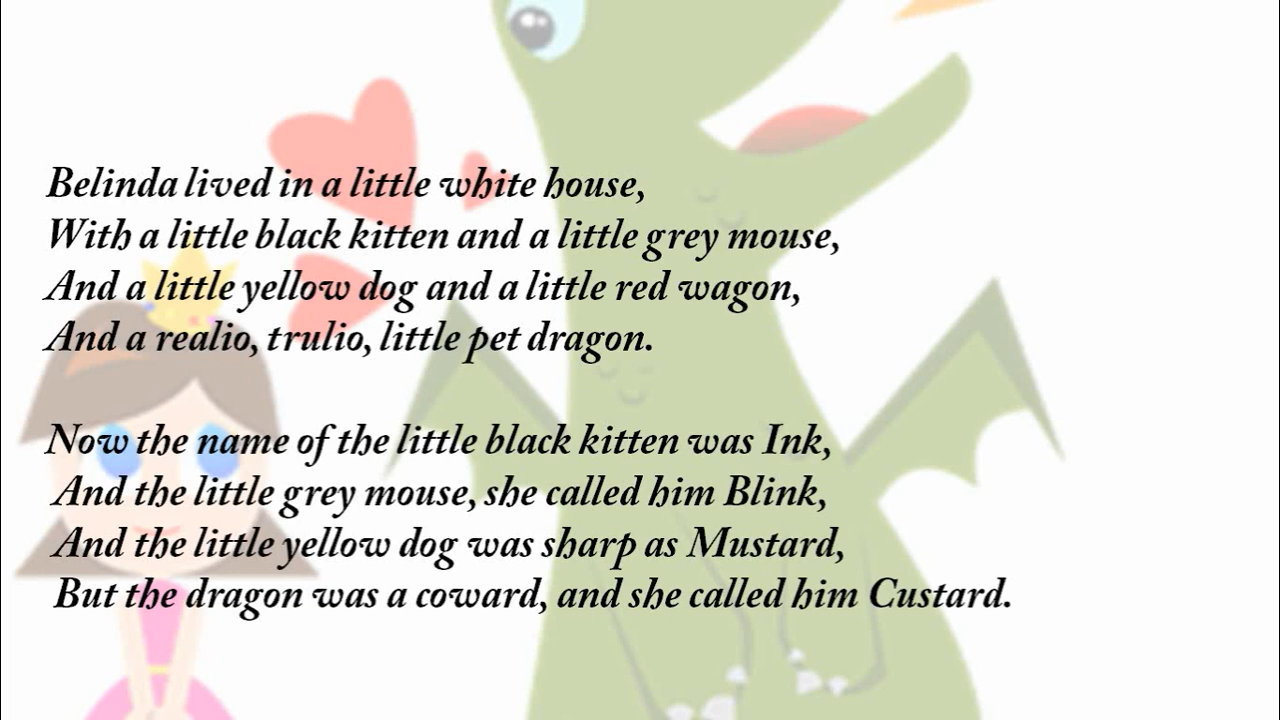 Belinda lived in a little white house,
With a little black kitten and a little grey mouse,
And a little yellow dog and a little red wagon,
And a realio, trulio, little pet dragon.
Now the name of the little black kitten was Ink,
And the little grey mouse, she called him Blink,
And the little yellow dog was sharp as Mustard,
But the dragon was a coward, and she called him Custard.